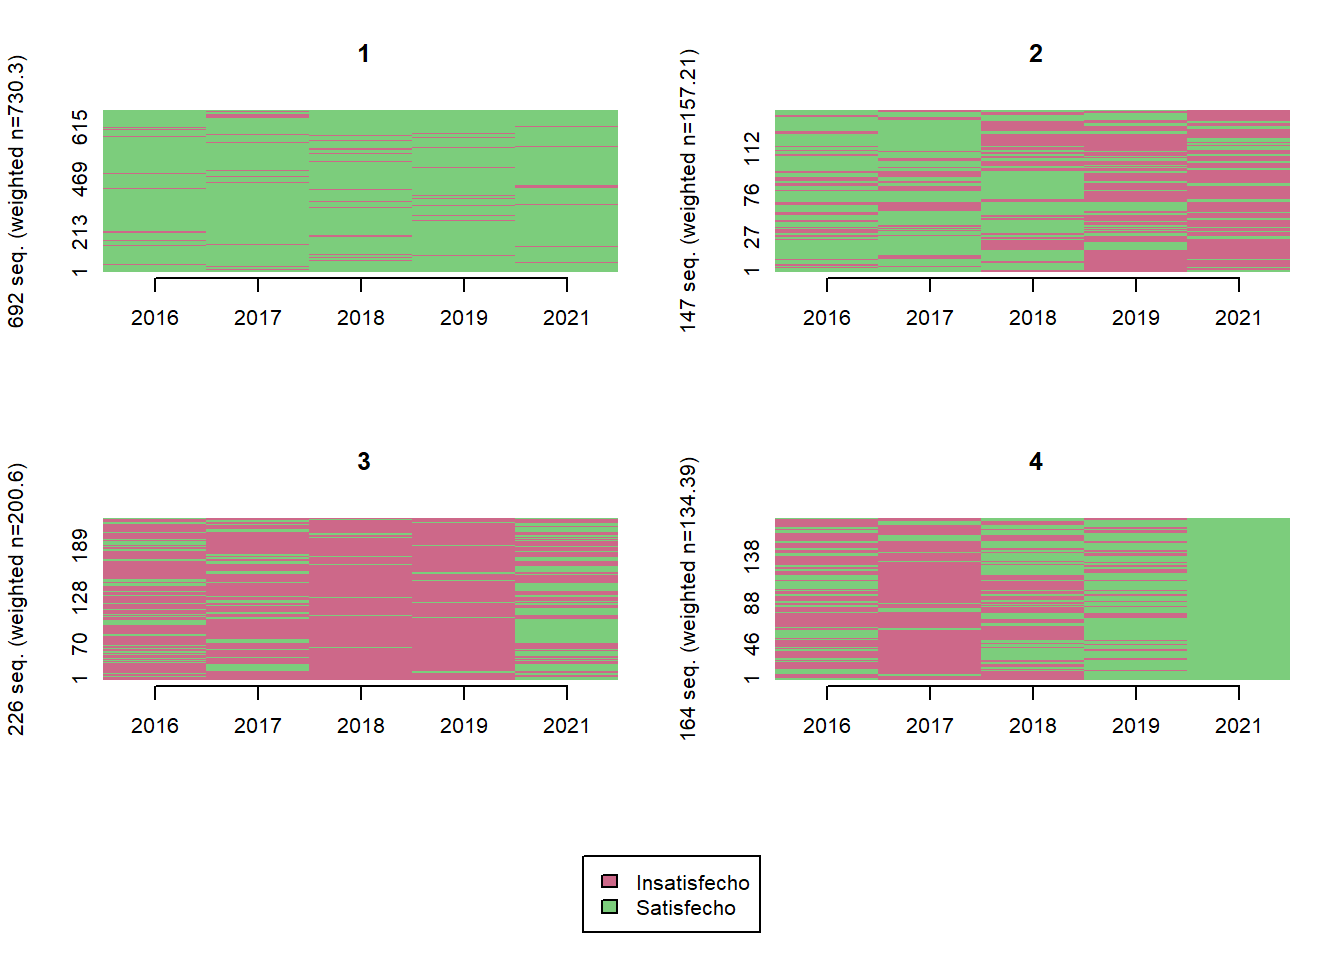 1
692 seq. (weighted n=730.3)
1 213 469 615
2016 2017 2018 2019 2021
2
147 seq. (weighted n=157.21)
1 27 76 112
2016 2017 2018 2019 2021
3
226 seq. (weighted n=200.6)
1 70 128 189
2016 2017 2018 2019 2021
4
164 seq. (weighted n=134.39)
1 46 88 138
2016 2017 2018 2019 2021
Insatisfecho
Satisfecho